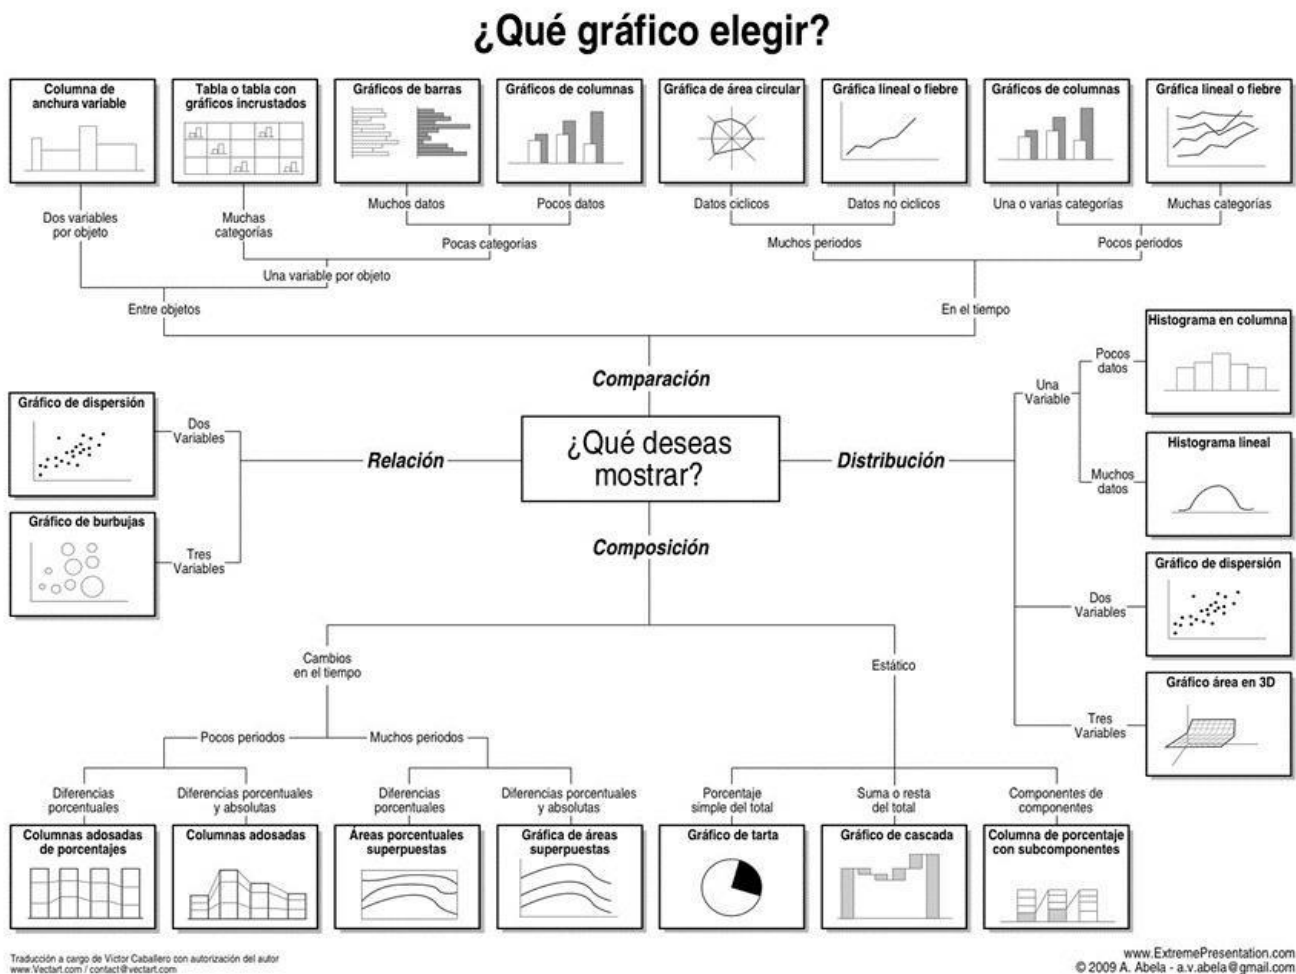 ¿Qué gráfico elegir?
Columna de
anchura variable
Tabla o tabla con
gráficos incrustados
Gráficos de barras
Gráficos de columnas
Gráfica de área circular
Gráfica lineal o fiebre
Gráficos de columnas
Gráfica lineal o fiebre
Dos variables
por objeto
Muchas
categorías
Muchos datos
Pocos datos
Datos ciclicos
Datos no ciclicos
Una o varias categorías
Muchas categorías
Pocas categorías
Muchos periodos
Pocos periodos
Una variable por objeto
Entre objetos
En el tiempo
Comparación
Histograma en columna
Pocos
datos
Una
Variable
Gráfico de dispersión
Dos
Variables
Relación
¿Qué deseas
mostrar?
Distribución
Histograma lineal
Muchos
datos
Gráfico de burbujas
Tres
Variables
Composición
Gráfico de dispersión
Dos
Variables
Cambios
en el tiempo
Estático
Gráfico área en 3D
Tres
Variables
Pocos periodos
Muchos periodos
Diferencias
porcentuales
Diferencias porcentuales
y absolutas
Diferencias
porcentuales
Diferencias porcentuales
y absolutas
Porcentaje
simple del total
Suma o resta
del total
Componentes de
componentes
Columnas adosadas
de porcentajes
Columnas adosadas
Áreas porcentuales
superpuestas
Gráfica de áreas
superpuestas
Gráfico de tarta
Gráfico de cascada
Columna de porcentaje
con subcomponentes
Traducción a cargo de Víctor Caballero con autorización del autor
www.Vectart.com / contact@vectart.com
www.ExtremePresentation.com
© 2009 A. Abela - a.v.abela@gmail.com